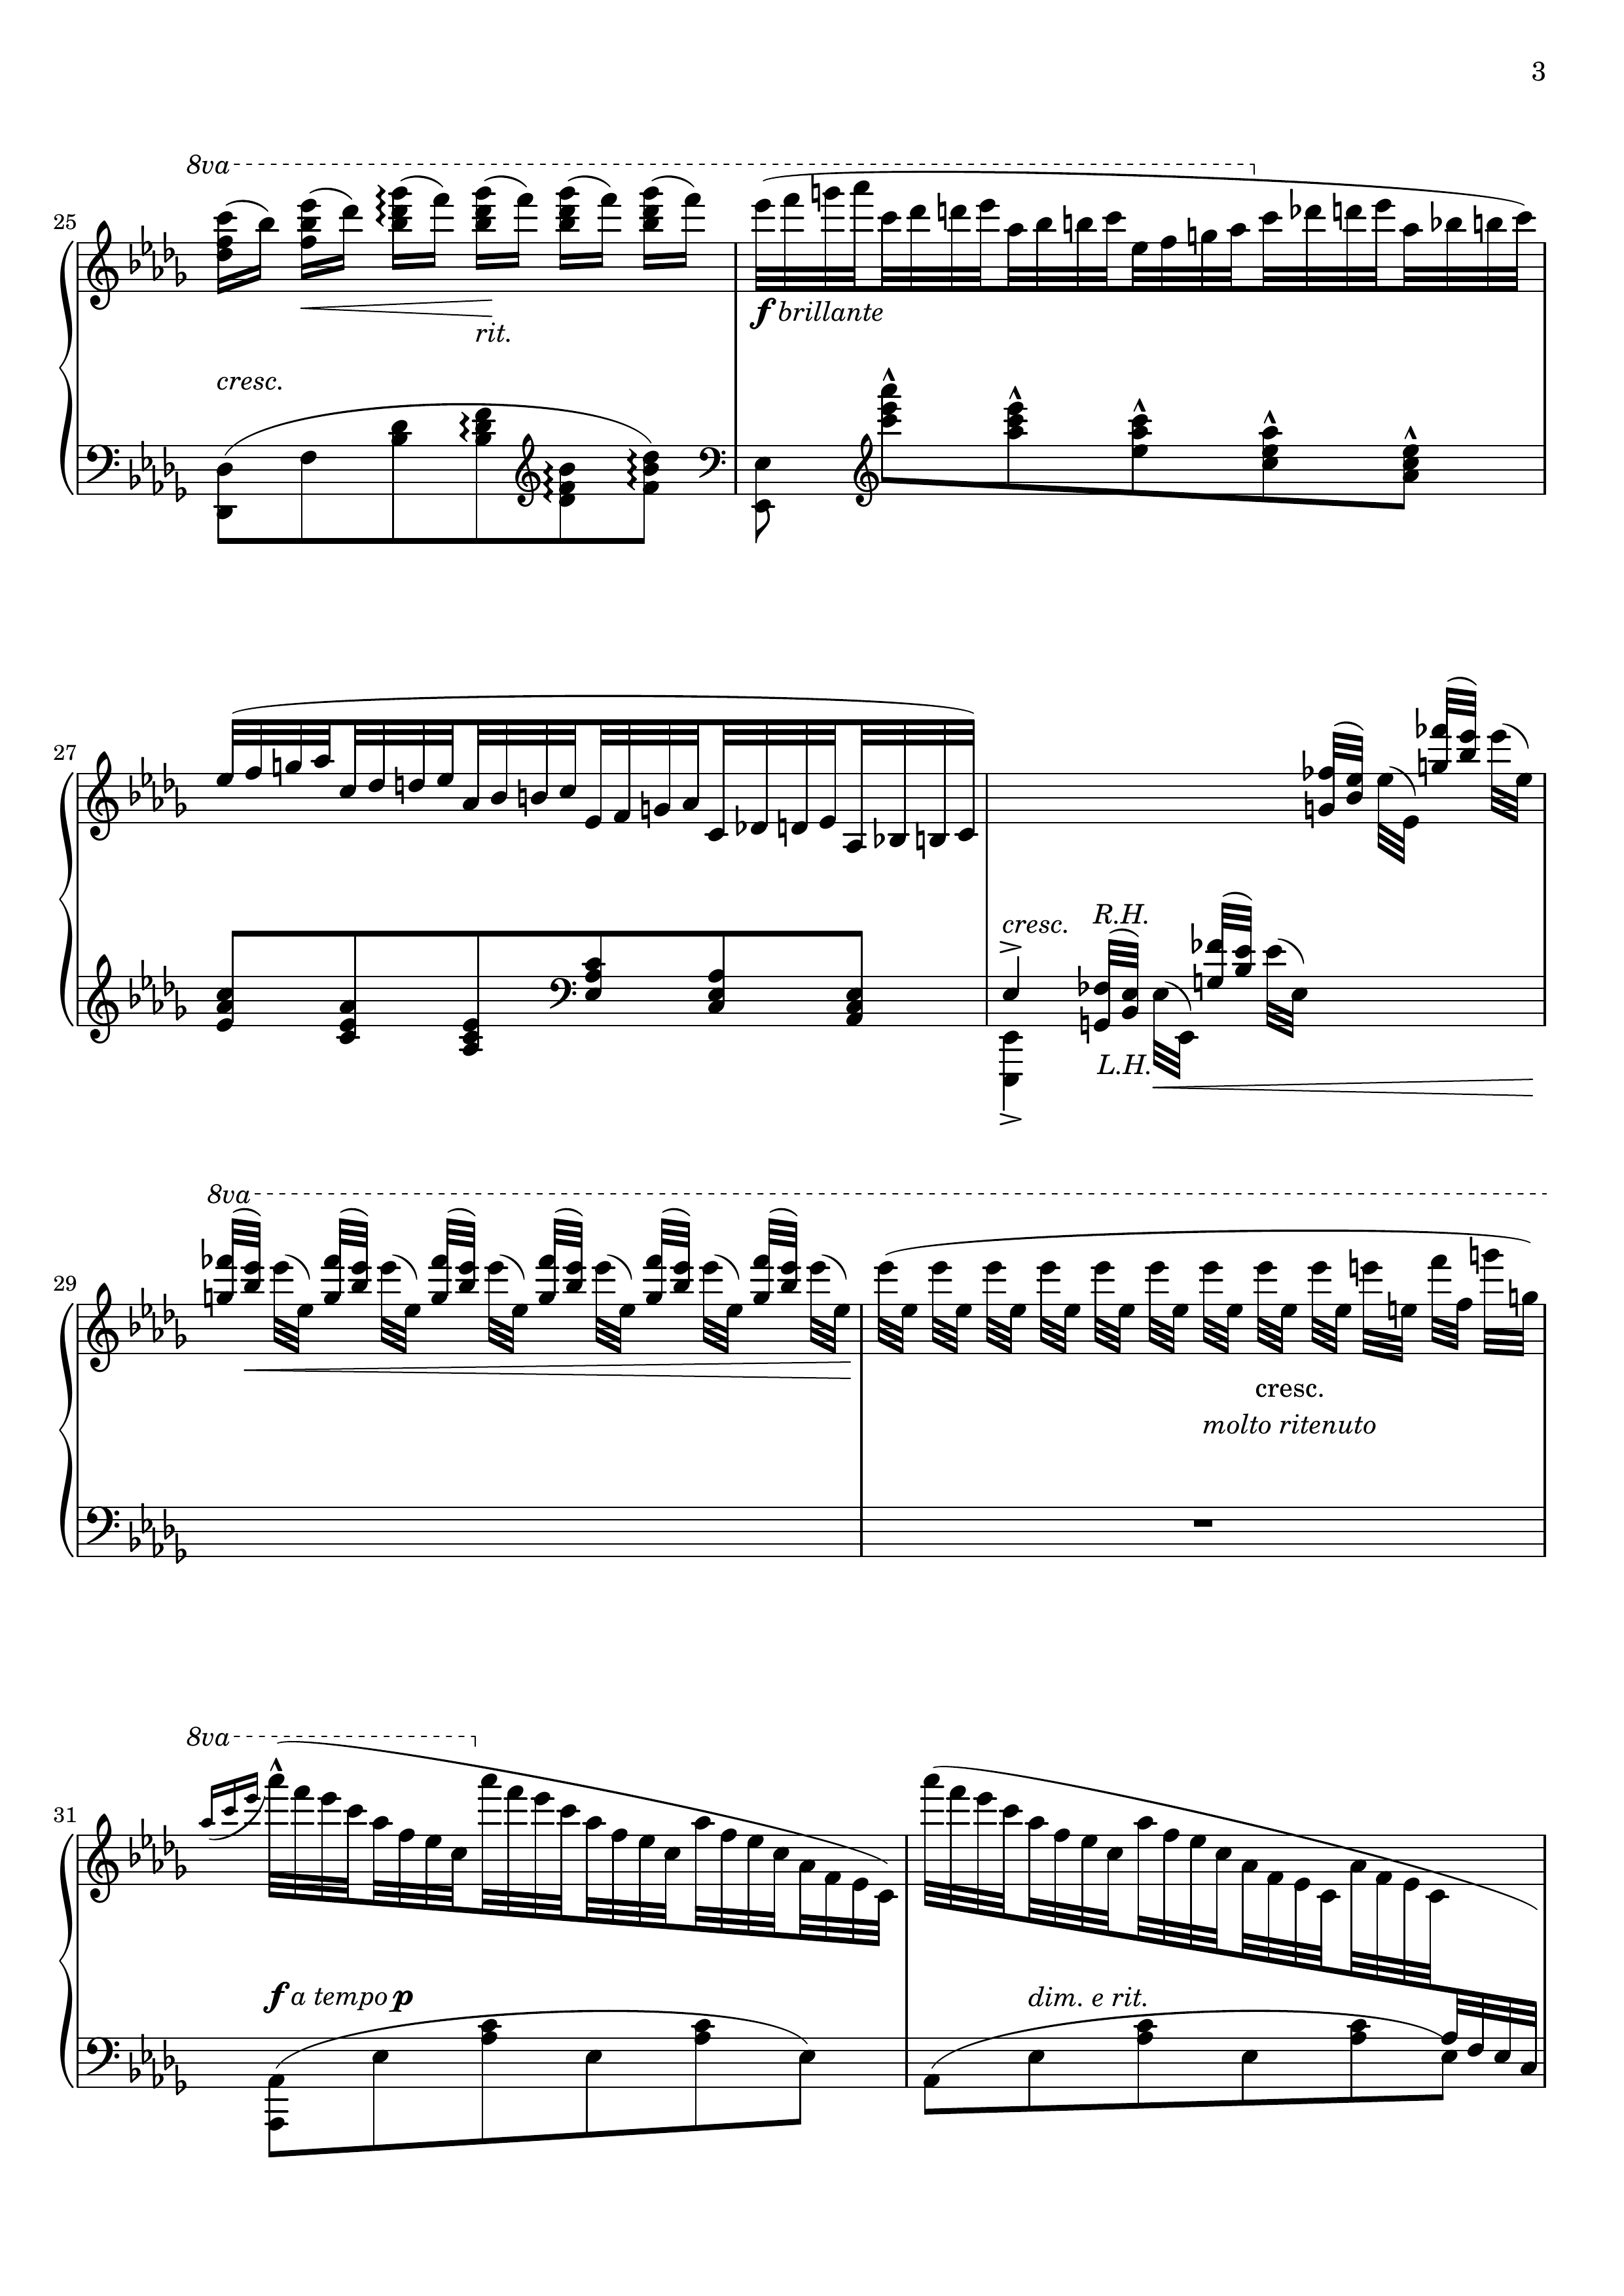 3
8va
25
rit.
cresc.
f brillante
27
cresc. R.H.
L.H.
8va
29
cresc.
molto ritenuto
8va
31
f a tempo p
dim. e rit.